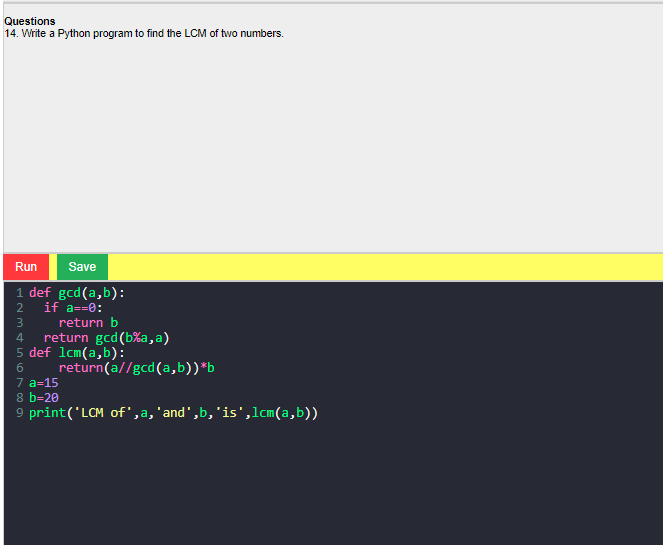 Questions
14. Write a Python program to find the LCM of two numbers.
Run Save
1 def gcd(a,b):
2   if a==0:
3     return b
4   return gcd(b%a,a)
5 def lcm(a,b):
6     return(a//gcd(a,b))*b
7 a=15
8 b=20
9 print('LCM of',a,'and',b,'is',lcm(a,b))